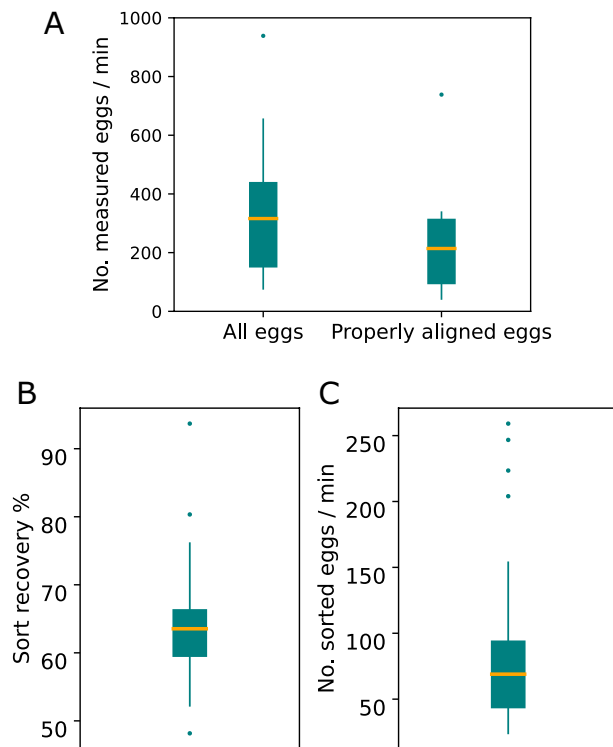 A
No. measured eggs / min
1000
800
600
400
200
0
All eggs
Properly aligned eggs
B
Sort recovery %
90
80
70
60
50
C
No. sorted eggs / min
250
200
150
100
50